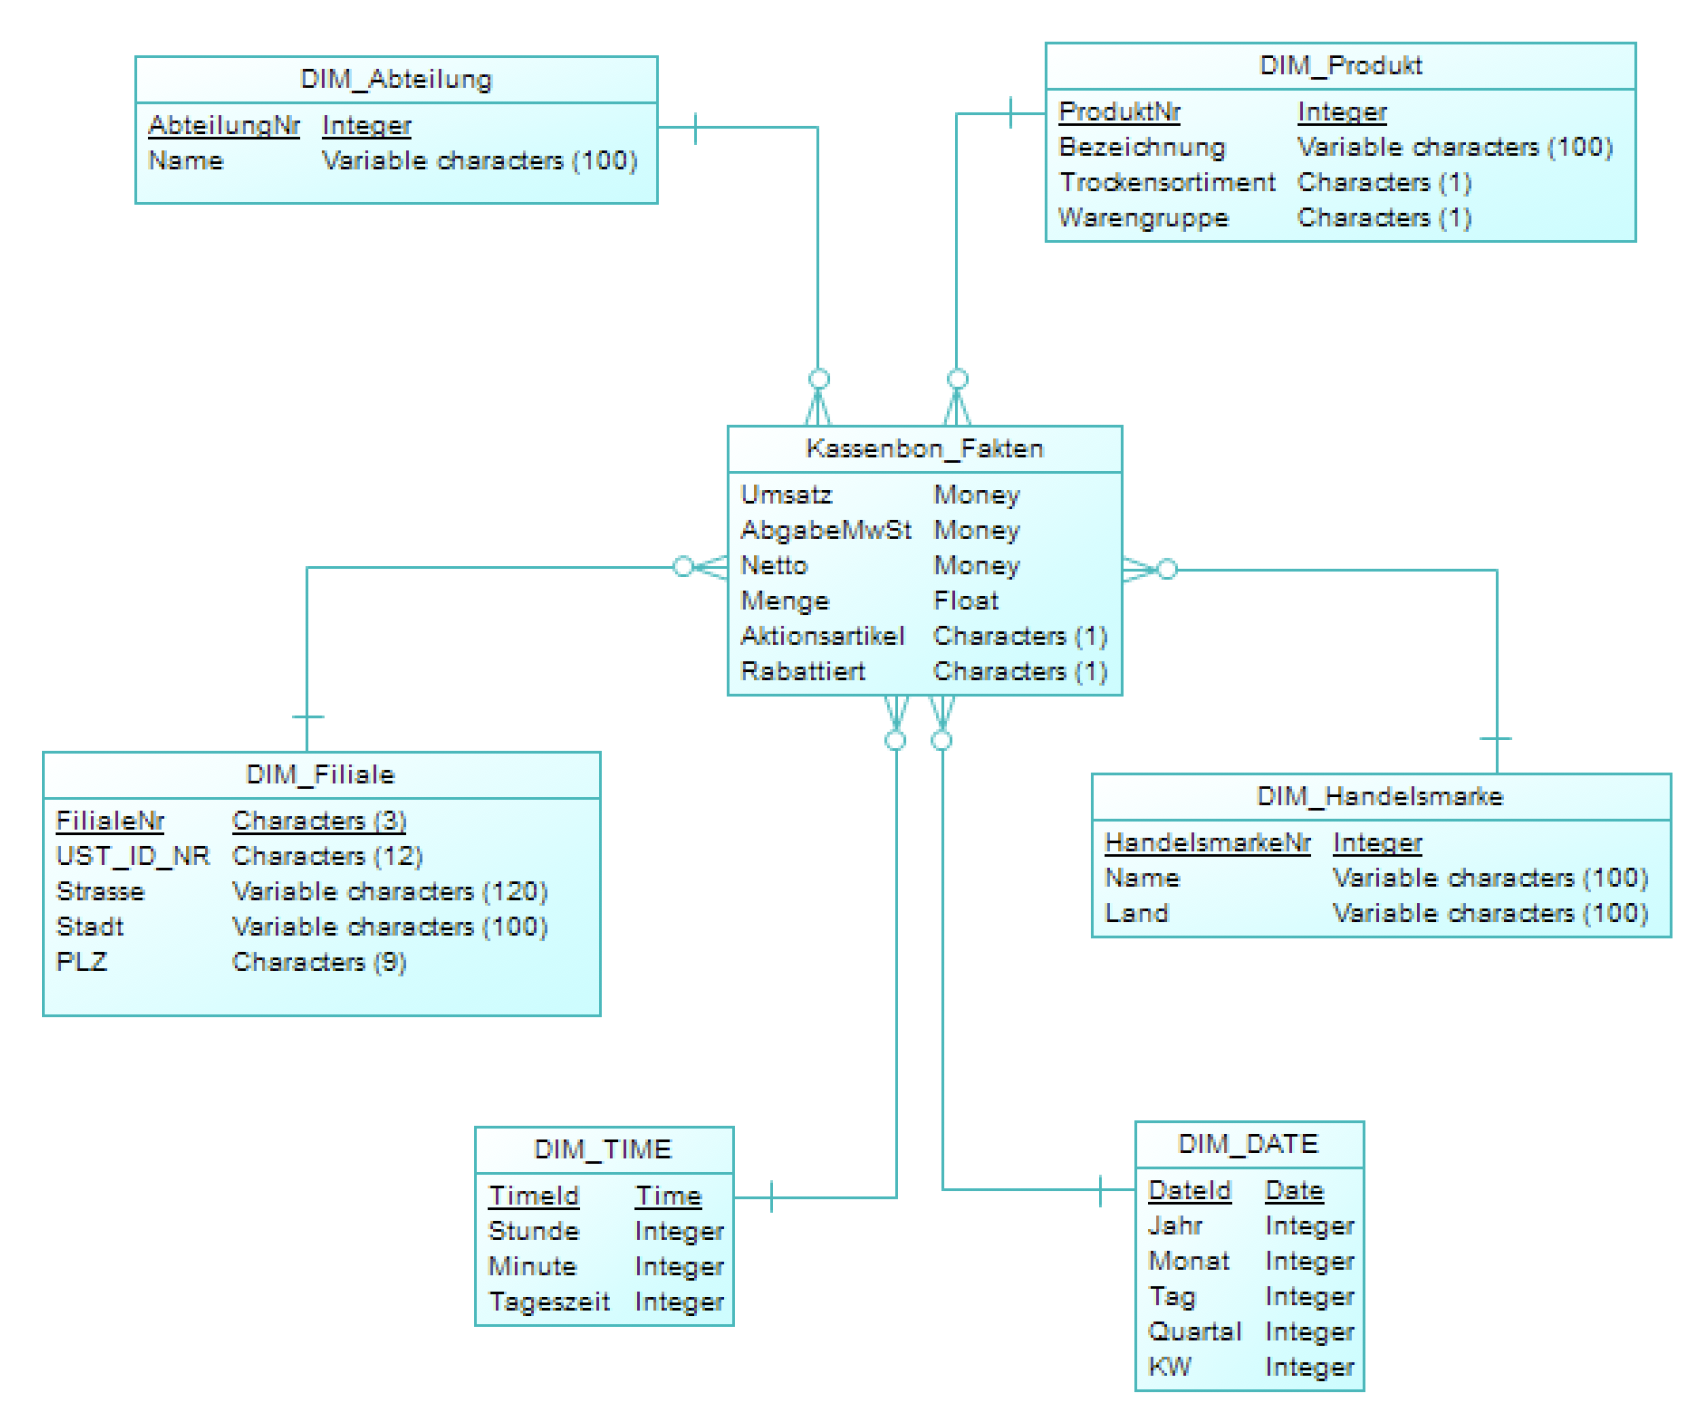 DIM_Abteilung
AbteilungNr Integer
Name Variable characters (100)
DIM_Produkt
ProduktNr Integer
Bezeichnung Variable characters (100)
Trockensortiment Characters (1)
Warengruppe Characters (1)
Kassenbon_Fakten
Umsatz Money
AbgabeMwSt Money
Netto Money
Menge Float
Aktionsartikel Characters (1)
Rabattiert Characters (1)
DIM_Filiale
FilialeNr Characters (3)
UST_ID_NR Characters (12)
Strasse Variable characters (120)
Stadt Variable characters (100)
PLZ Characters (9)
DIM_Handelsmarke
HandelsmarkeNr Integer
Name Variable characters (100)
Land Variable characters (100)
DIM_TIME
TimeId Time
Stunde Integer
Minute Integer
Tageszeit Integer
DIM_DATE
DateId Date
Jahr Integer
Monat Integer
Tag Integer
Quartal Integer
KW Integer